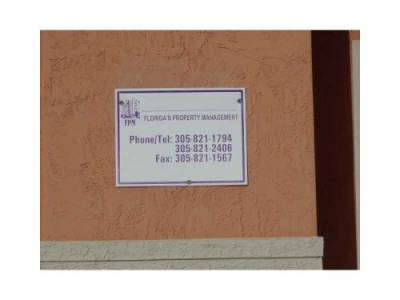 FLORIDA'S PROPERTY MANAGEMENT
FPM
Phone/Tel: 305-821-1794
305-821-2406
Fax: 305-821-1567